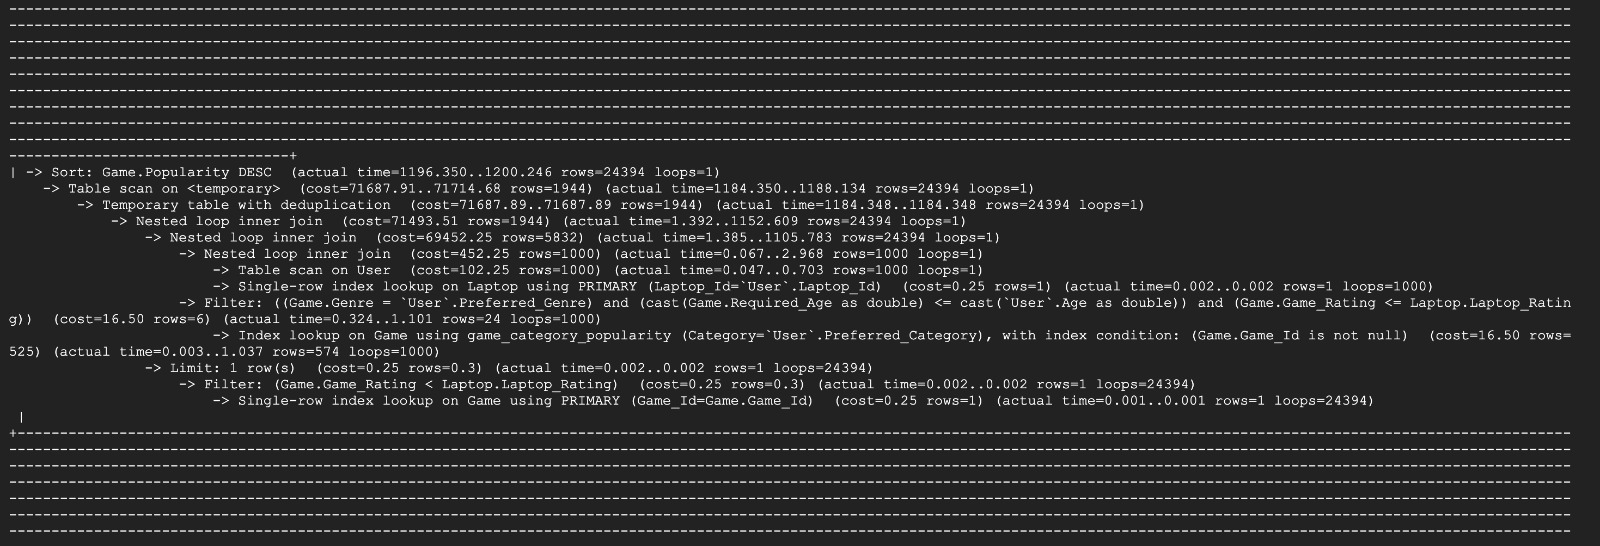 --------------------------------+
| -> Sort: Game.Popularity DESC  (actual time=1196.350..1200.246 rows=24394 loops=1)
    -> Table scan on <temporary>  (cost=71687.91..71714.68 rows=1944) (actual time=1184.350..1188.134 rows=24394 loops=1)
        -> Temporary table with deduplication  (cost=71687.89..71687.89 rows=1944) (actual time=1184.348..1184.348 rows=24394 loops=1)
            -> Nested loop inner join  (cost=71493.51 rows=1944) (actual time=1.392..1152.609 rows=24394 loops=1)
                -> Nested loop inner join  (cost=69452.25 rows=5832) (actual time=1.385..1105.783 rows=24394 loops=1)
                    -> Nested loop inner join  (cost=452.25 rows=1000) (actual time=0.067..2.968 rows=1000 loops=1)
                        -> Table scan on User  (cost=102.25 rows=1000) (actual time=0.047..0.703 rows=1000 loops=1)
                        -> Single-row index lookup on Laptop using PRIMARY (Laptop_Id=`User`.Laptop_Id)  (cost=0.25 rows=1) (actual time=0.002..0.002 rows=1 loops=1000)
                    -> Filter: ((Game.Genre = `User`.Preferred_Genre) and (cast(Game.Required_Age as double) <= cast(`User`.Age as double)) and (Game.Game_Rating <= Laptop.Laptop_Ratin
g))  (cost=16.50 rows=6) (actual time=0.324..1.101 rows=24 loops=1000)
                        -> Index lookup on Game using game_category_popularity (Category=`User`.Preferred_Category), with index condition: (Game.Game_Id is not null)  (cost=16.50 rows=
525) (actual time=0.003..1.037 rows=574 loops=1000)
                -> Limit: 1 row(s)  (cost=0.25 rows=0.3) (actual time=0.002..0.002 rows=1 loops=24394)
                    -> Filter: (Game.Game_Rating < Laptop.Laptop_Rating)  (cost=0.25 rows=0.3) (actual time=0.002..0.002 rows=1 loops=24394)
                        -> Single-row index lookup on Game using PRIMARY (Game_Id=Game.Game_Id)  (cost=0.25 rows=1) (actual time=0.001..0.001 rows=1 loops=24394)
 |